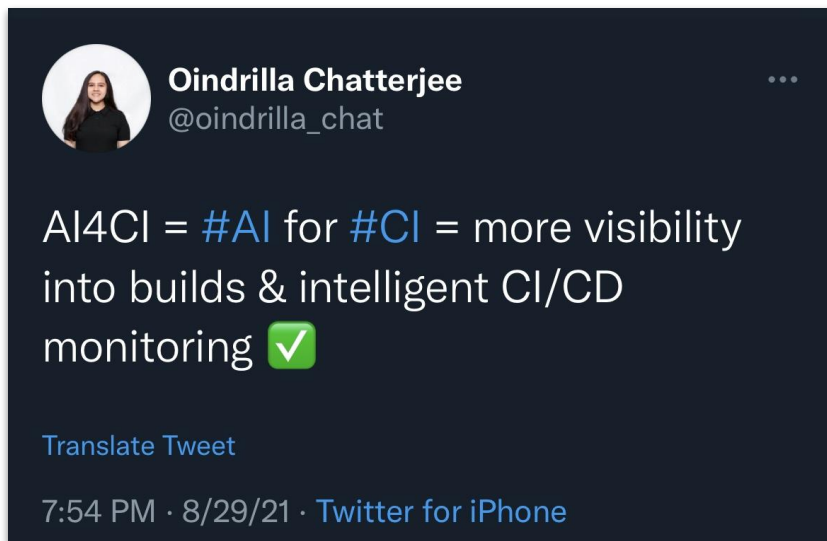 Oindrilla Chatterjee
@oindrilla_chat
AI4CI = #AI for #CI = more visibility
into builds & intelligent CI/CD
monitoring ✅
Translate Tweet
7:54 PM · 8/29/21 · Twitter for iPhone